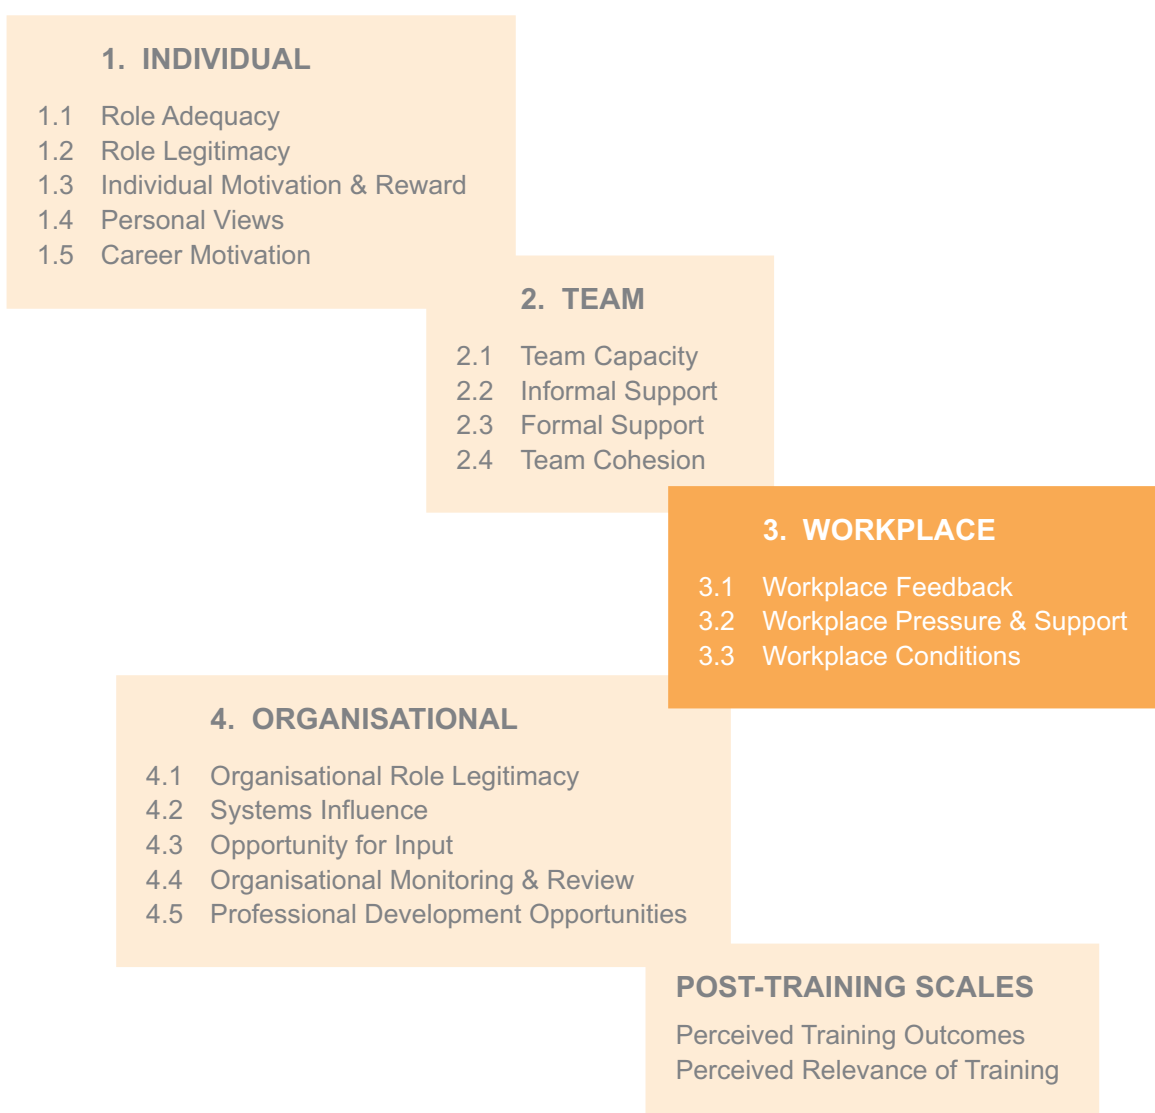 1. INDIVIDUAL
1.1 Role Adequacy
1.2 Role Legitimacy
1.3 Individual Motivation & Reward
1.4 Personal Views
1.5 Career Motivation
2. TEAM
2.1 Team Capacity
2.2 Informal Support
2.3 Formal Support
2.4 Team Cohesion
3. WORKPLACE
3.1 Workplace Feedback
3.2 Workplace Pressure & Support
3.3 Workplace Conditions
4. ORGANISATIONAL
4.1 Organisational Role Legitimacy
4.2 Systems Influence
4.3 Opportunity for Input
4.4 Organisational Monitoring & Review
4.5 Professional Development Opportunities
POST-TRAINING SCALES
Perceived Training Outcomes
Perceived Relevance of Training